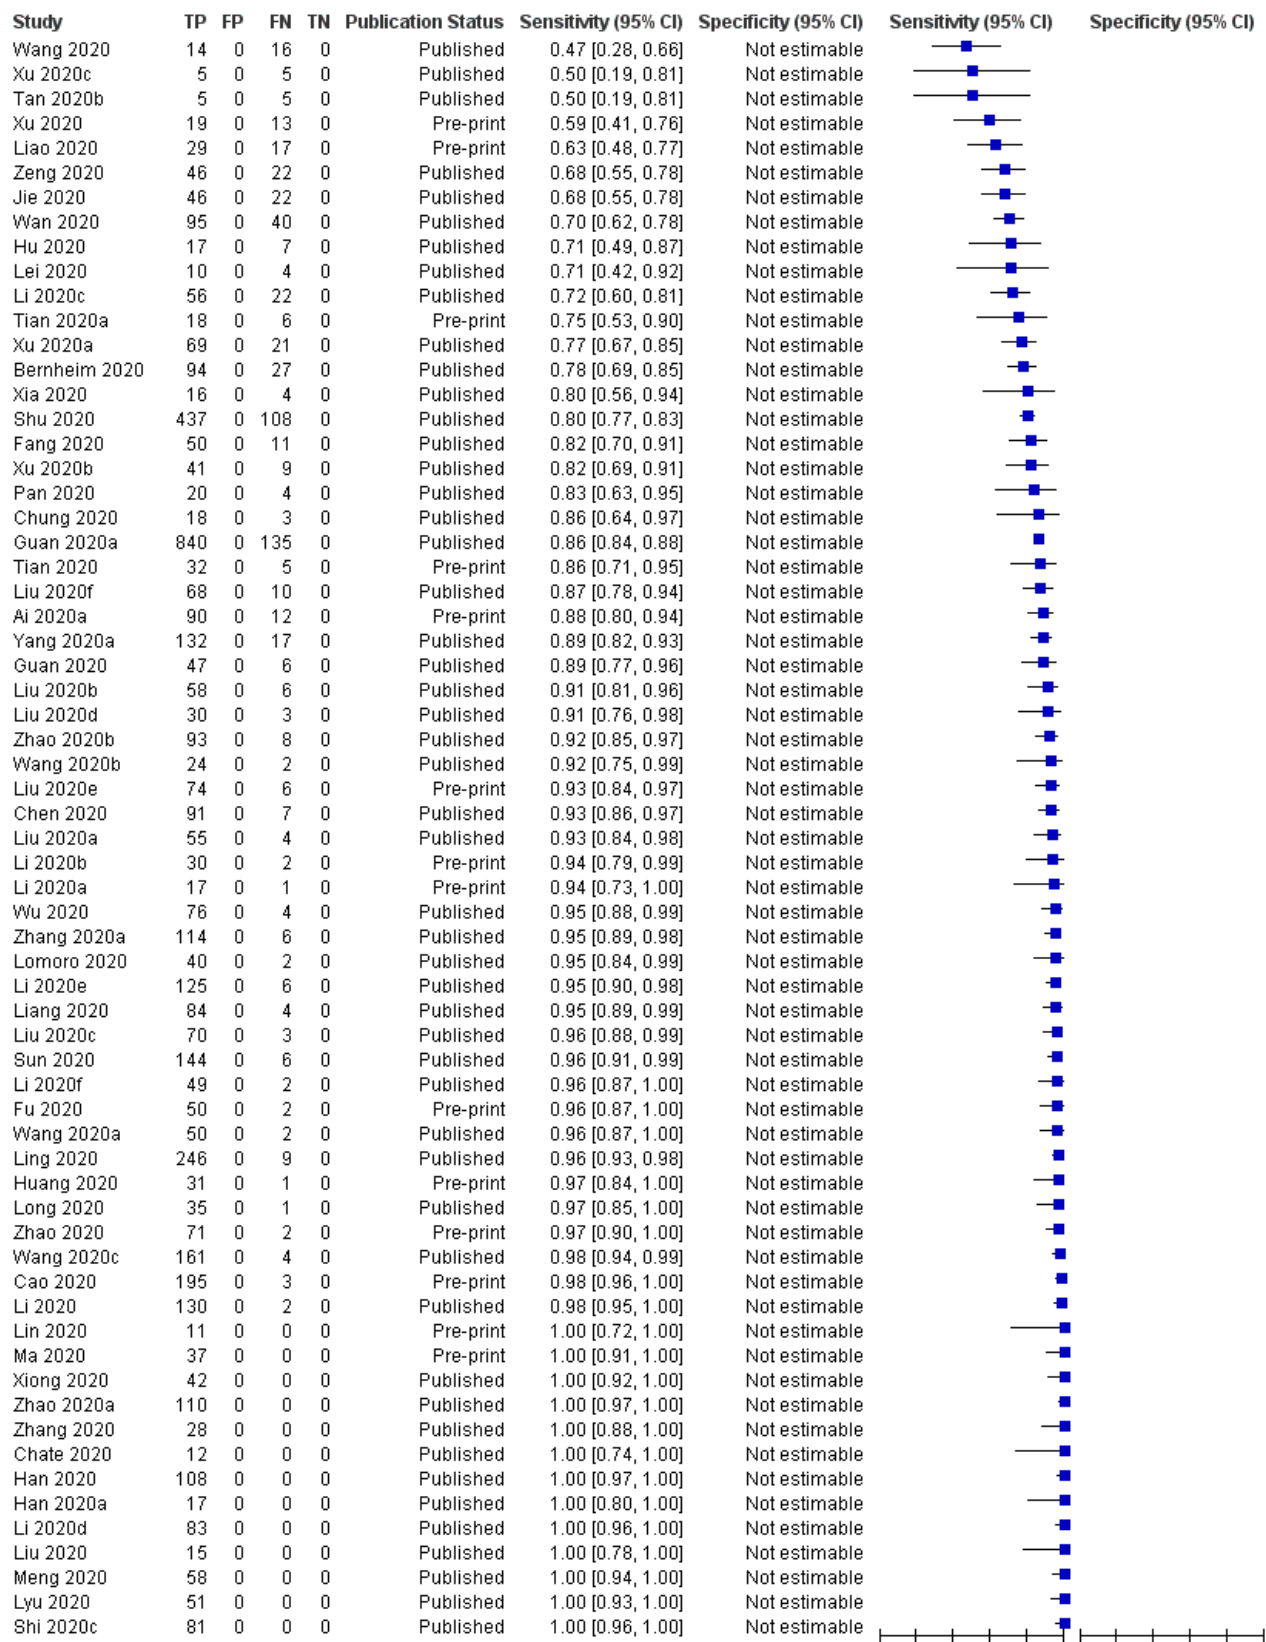 Study TP FP FN TN Publication Status Sensitivity (95% CI) Specificity (95% CI) Sensitivity (95% CI) Specificity (95% CI)
Wang 2020 14 0 16 0 Published 0.47 [0.28, 0.66] Not estimable
Xu 2020c 5 0 5 0 Published 0.50 [0.19, 0.81] Not estimable
Tan 2020b 5 0 5 0 Published 0.50 [0.19, 0.81] Not estimable
Xu 2020 19 0 13 0 Pre-print 0.59 [0.41, 0.76] Not estimable
Liao 2020 29 0 17 0 Pre-print 0.63 [0.48, 0.77] Not estimable
Zeng 2020 46 0 22 0 Published 0.68 [0.55, 0.78] Not estimable
Jie 2020 46 0 22 0 Published 0.68 [0.55, 0.78] Not estimable
Wan 2020 95 0 40 0 Published 0.70 [0.62, 0.78] Not estimable
Hu 2020 17 0 7 0 Published 0.71 [0.49, 0.87] Not estimable
Lei 2020 10 0 4 0 Published 0.71 [0.42, 0.92] Not estimable
Li 2020c 56 0 22 0 Published 0.72 [0.60, 0.81] Not estimable
Tian 2020a 18 0 6 0 Pre-print 0.75 [0.53, 0.90] Not estimable
Xu 2020a 69 0 21 0 Published 0.77 [0.67, 0.85] Not estimable
Bernheim 2020 94 0 27 0 Published 0.78 [0.69, 0.85] Not estimable
Xia 2020 16 0 4 0 Published 0.80 [0.56, 0.94] Not estimable
Shu 2020 437 0 108 0 Published 0.80 [0.77, 0.83] Not estimable
Fang 2020 50 0 11 0 Published 0.82 [0.70, 0.91] Not estimable
Xu 2020b 41 0 9 0 Published 0.82 [0.69, 0.91] Not estimable
Pan 2020 20 0 4 0 Published 0.83 [0.63, 0.95] Not estimable
Chung 2020 18 0 3 0 Published 0.86 [0.64, 0.97] Not estimable
Guan 2020a 840 0 135 0 Published 0.86 [0.84, 0.88] Not estimable
Tian 2020 32 0 5 0 Pre-print 0.86 [0.71, 0.95] Not estimable
Liu 2020f 68 0 10 0 Published 0.87 [0.78, 0.94] Not estimable
Ai 2020a 90 0 12 0 Pre-print 0.88 [0.80, 0.94] Not estimable
Yang 2020a 132 0 17 0 Published 0.89 [0.82, 0.93] Not estimable
Guan 2020 47 0 6 0 Published 0.89 [0.77, 0.96] Not estimable
Liu 2020b 58 0 6 0 Published 0.91 [0.81, 0.96] Not estimable
Liu 2020d 30 0 3 0 Published 0.91 [0.76, 0.98] Not estimable
Zhao 2020b 93 0 8 0 Published 0.92 [0.85, 0.97] Not estimable
Wang 2020b 24 0 2 0 Published 0.92 [0.75, 0.99] Not estimable
Liu 2020e 74 0 6 0 Pre-print 0.93 [0.84, 0.97] Not estimable
Chen 2020 91 0 7 0 Published 0.93 [0.86, 0.97] Not estimable
Liu 2020a 55 0 4 0 Published 0.93 [0.84, 0.98] Not estimable
Li 2020b 30 0 2 0 Pre-print 0.94 [0.79, 0.99] Not estimable
Li 2020a 17 0 1 0 Pre-print 0.94 [0.73, 1.00] Not estimable
Wu 2020 76 0 4 0 Published 0.95 [0.88, 0.99] Not estimable
Zhang 2020a 114 0 6 0 Published 0.95 [0.89, 0.98] Not estimable
Lomoro 2020 40 0 2 0 Published 0.95 [0.84, 0.99] Not estimable
Li 2020e 125 0 6 0 Published 0.95 [0.90, 0.98] Not estimable
Liang 2020 84 0 4 0 Published 0.95 [0.89, 0.99] Not estimable
Liu 2020c 70 0 3 0 Published 0.96 [0.88, 0.99] Not estimable
Sun 2020 144 0 6 0 Published 0.96 [0.91, 0.99] Not estimable
Li 2020f 49 0 2 0 Published 0.96 [0.87, 1.00] Not estimable
Fu 2020 50 0 2 0 Pre-print 0.96 [0.87, 1.00] Not estimable
Wang 2020a 50 0 2 0 Published 0.96 [0.87, 1.00] Not estimable
Ling 2020 246 0 9 0 Published 0.96 [0.93, 0.98] Not estimable
Huang 2020 31 0 1 0 Pre-print 0.97 [0.84, 1.00] Not estimable
Long 2020 35 0 1 0 Published 0.97 [0.85, 1.00] Not estimable
Zhao 2020 71 0 2 0 Pre-print 0.97 [0.90, 1.00] Not estimable
Wang 2020c 161 0 4 0 Published 0.98 [0.94, 0.99] Not estimable
Cao 2020 195 0 3 0 Pre-print 0.98 [0.96, 1.00] Not estimable
Li 2020 130 0 2 0 Published 0.98 [0.95, 1.00] Not estimable
Lin 2020 11 0 0 0 Pre-print 1.00 [0.72, 1.00] Not estimable
Ma 2020 37 0 0 0 Pre-print 1.00 [0.91, 1.00] Not estimable
Xiong 2020 42 0 0 0 Published 1.00 [0.92, 1.00] Not estimable
Zhao 2020a 110 0 0 0 Published 1.00 [0.97, 1.00] Not estimable
Zhang 2020 28 0 0 0 Published 1.00 [0.88, 1.00] Not estimable
Chate 2020 12 0 0 0 Published 1.00 [0.74, 1.00] Not estimable
Han 2020 108 0 0 0 Published 1.00 [0.97, 1.00] Not estimable
Han 2020a 17 0 0 0 Published 1.00 [0.80, 1.00] Not estimable
Li 2020d 83 0 0 0 Published 1.00 [0.96, 1.00] Not estimable
Liu 2020 15 0 0 0 Published 1.00 [0.78, 1.00] Not estimable
Meng 2020 58 0 0 0 Published 1.00 [0.94, 1.00] Not estimable
Lyu 2020 51 0 0 0 Published 1.00 [0.93, 1.00] Not estimable
Shi 2020c 81 0 0 0 Published 1.00 [0.96, 1.00] Not estimable